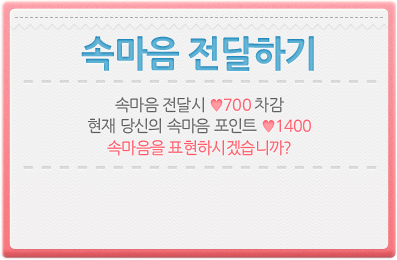 속마음 전달하기
속마음 전달시 ♥700 차감
현재 당신의 속마음 포인트 ♥1400
속마음을 표현하시겠습니까?